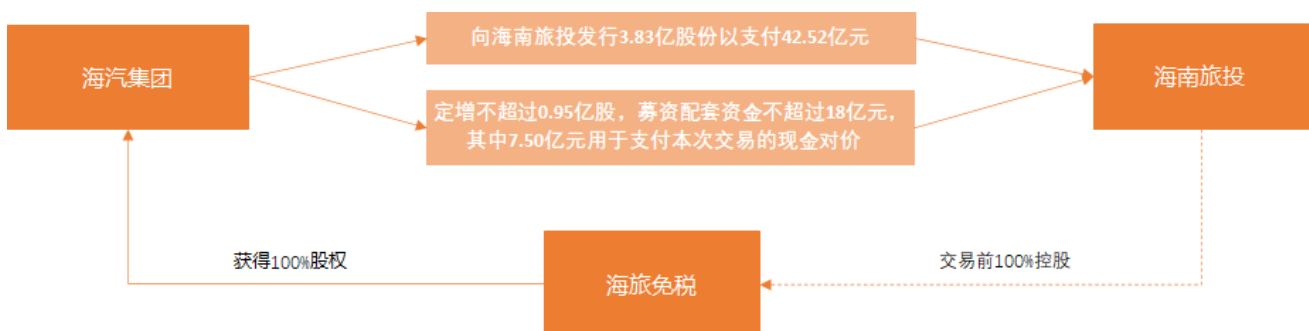 向海南旅投发行3.83亿股份以支付42.52亿元
海汽集团
海南旅投
定增不超过0.95亿股，募资配套资金不超过18亿元，
其中7.50亿元用于支付本次交易的现金对价
获得100%股权
交易前100%控股
海旅免税